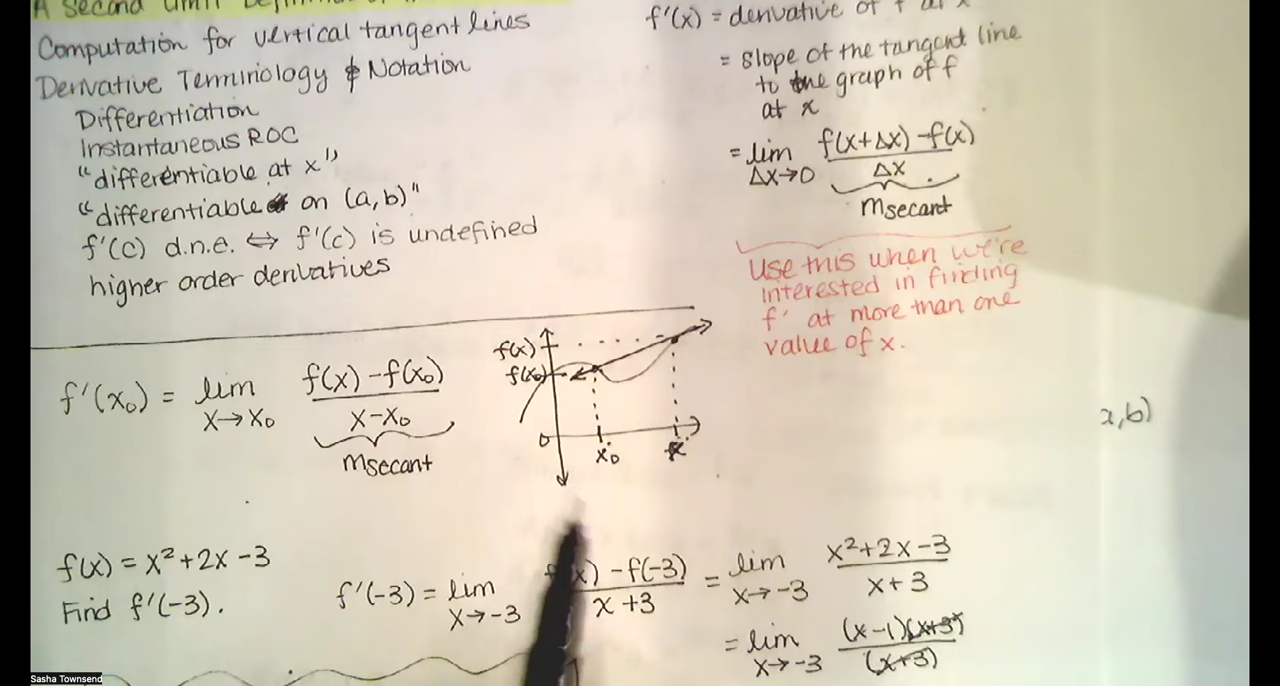 A Second Limit Definition
Computation for vertical tangent lines
Derivative Terminology & Notation
Differentiation
Instantaneous ROC
"differentiable at x"
"differentiable on (a,b)"
f'(c) d.n.e. ⇔ f'(c) is undefined
higher order derivatives
f'(x) = derivative of f at x
= slope of the tangent line
to the graph of f
at x
= lim Δx→0 f(x+Δx) - f(x) / Δx
msecant
Use this when we're
interested in finding
f' at more than one
value of x.
f'(x₀) = lim x→x₀ f(x) - f(x₀) / x - x₀
msecant
f(x)
f(x₀)
0
x₀
x
x,b)
f(x) = x² + 2x - 3
Find f'(-3).
f'(-3) = lim x→-3 f(x) - f(-3) / x + 3 = lim x→-3 x² + 2x - 3 / x + 3
= lim x→-3 (x-1)(x+3) / (x+3)
Sasha Townsend